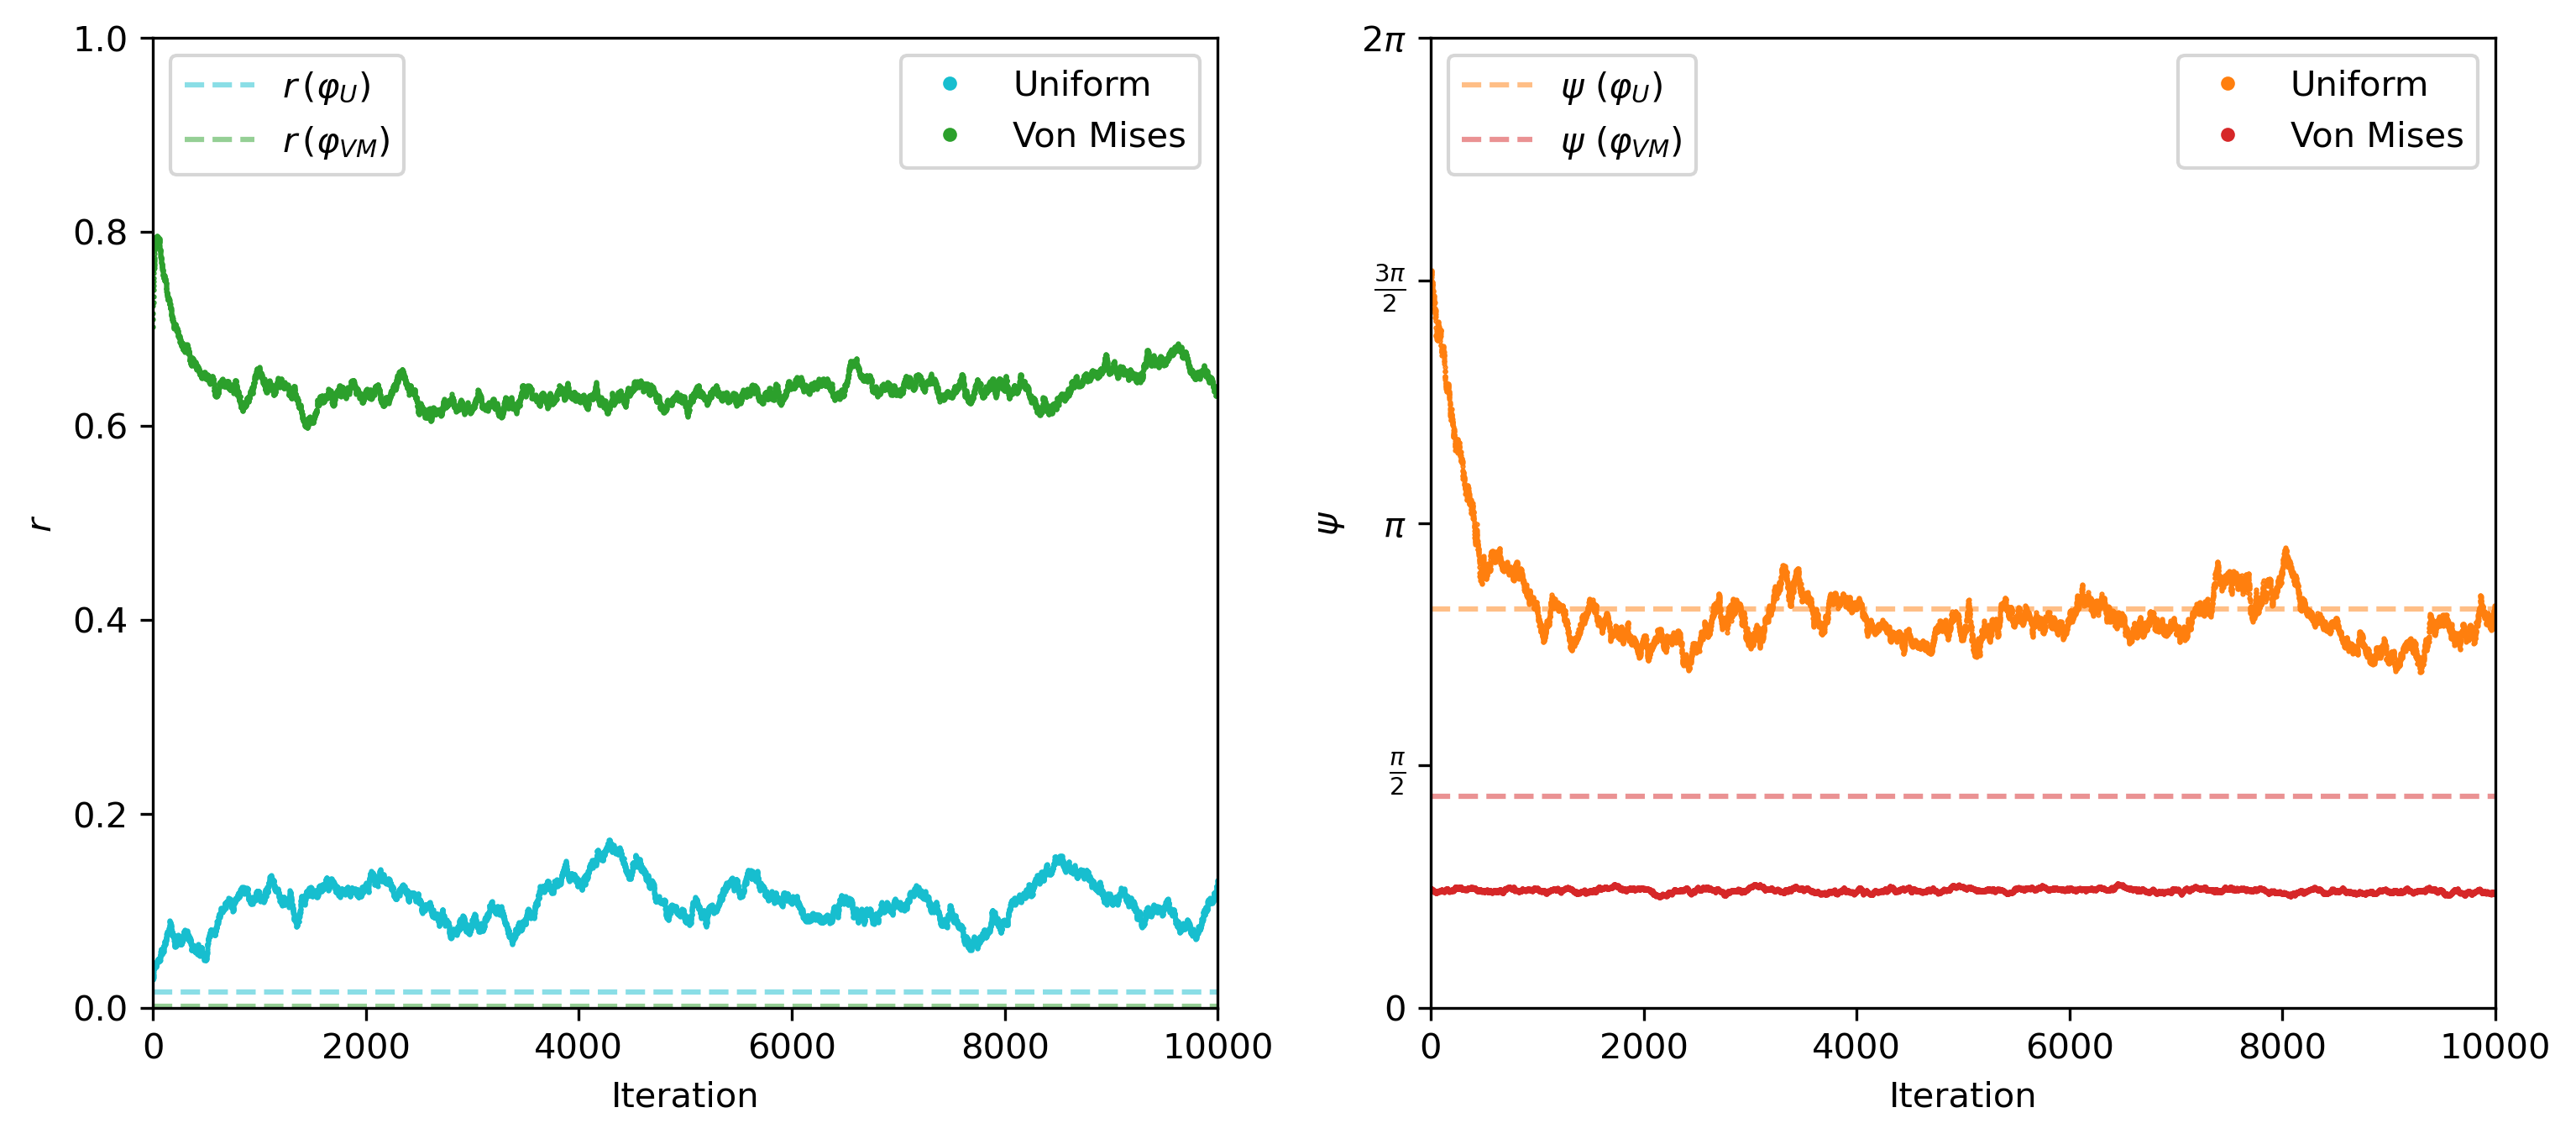 1.0
0.8
0.6
0.4
0.2
0.0
r
r(φ_U)
r(φ_VM)
Uniform
Von Mises
0 2000 4000 6000 8000 10000
Iteration
2π
3π/2
π
π/2
0
ψ
ψ (φ_U)
ψ (φ_VM)
Uniform
Von Mises
0 2000 4000 6000 8000 10000
Iteration